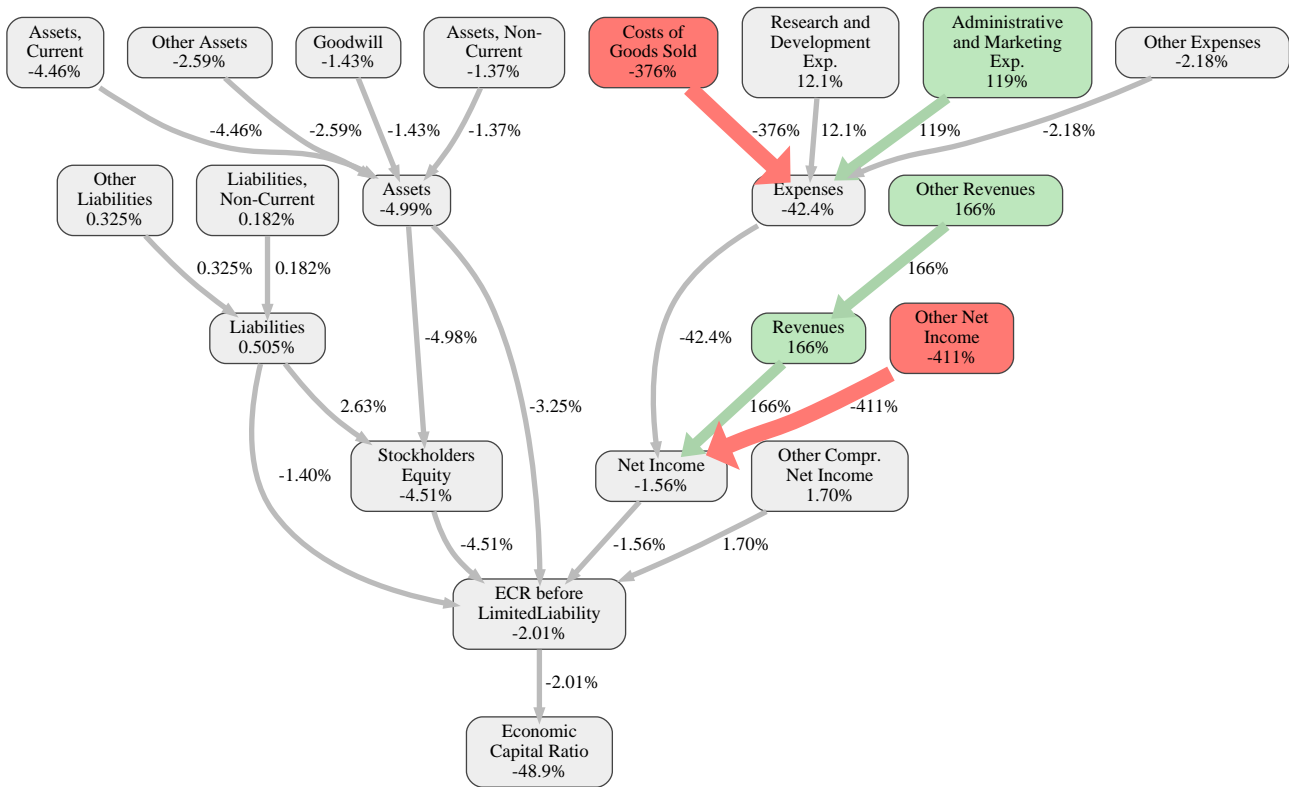 Assets,
Current
-4.46%
Other Assets
-2.59%
Goodwill
-1.43%
Assets, Non-
Current
-1.37%
Costs of
Goods Sold
-376%
Research and
Development
Exp.
12.1%
Administrative
and Marketing
Exp.
119%
Other Expenses
-2.18%
-4.46%
-2.59%
-1.43%
-1.37%
-376%
12.1%
119%
-2.18%
Other
Liabilities
0.325%
Liabilities,
Non-Current
0.182%
Assets
-4.99%
Expenses
-42.4%
Other Revenues
166%
0.325%
0.182%
166%
Liabilities
0.505%
-4.98%
-42.4%
Revenues
166%
Other Net
Income
-411%
2.63%
-3.25%
166%
-411%
-1.40%
Stockholders
Equity
-4.51%
Net Income
-1.56%
Other Compr.
Net Income
1.70%
-4.51%
-1.56%
1.70%
ECR before
LimitedLiability
-2.01%
-2.01%
Economic
Capital Ratio
-48.9%